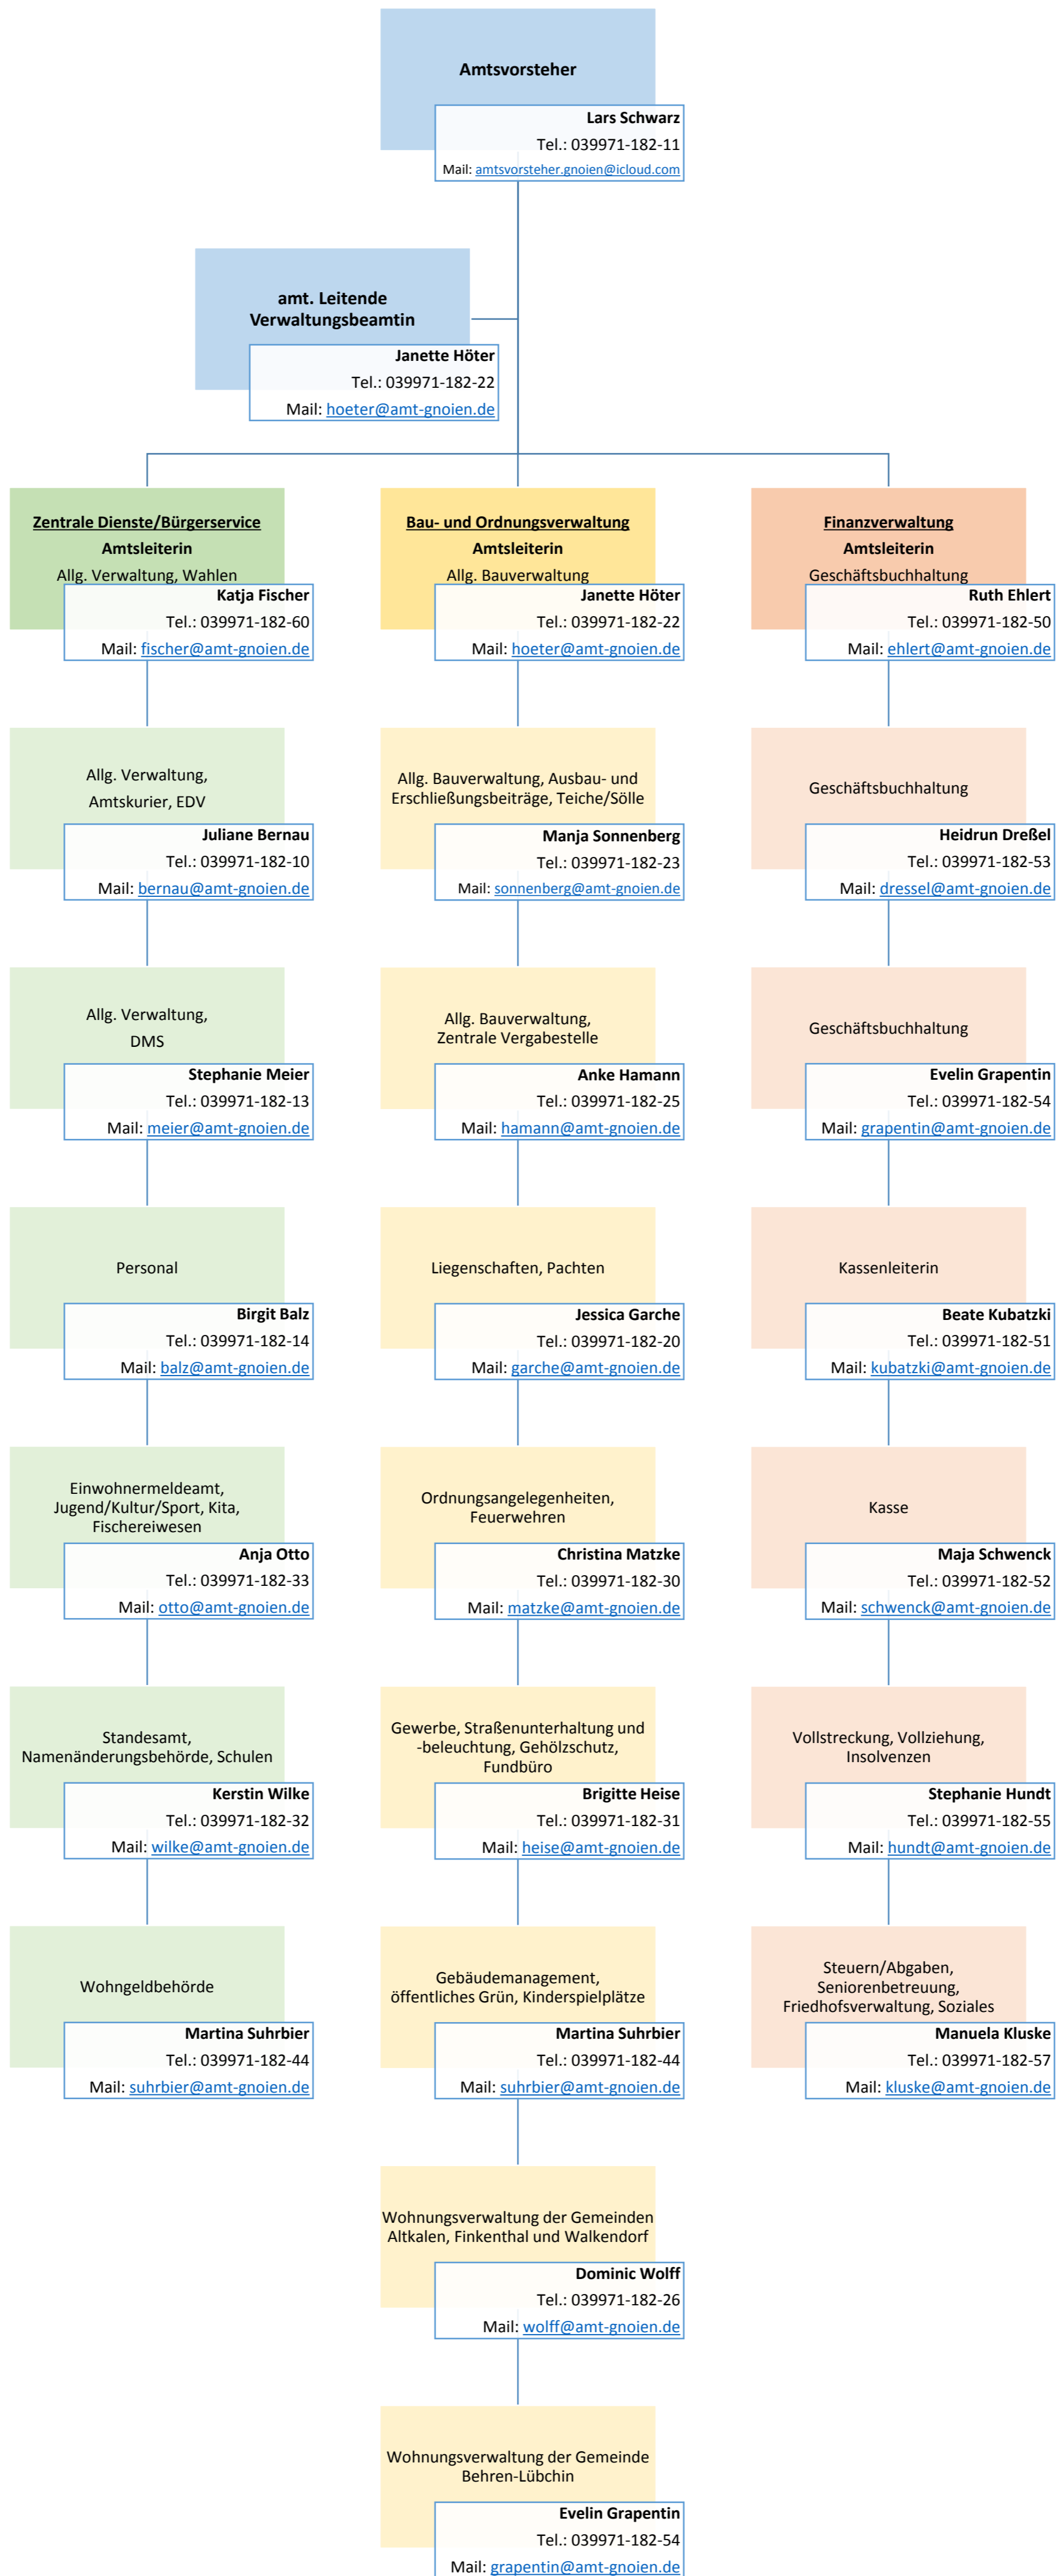 Amtsvorsteher
Lars Schwarz
Tel.: 039971-182-11
Mail: amtsvorsteher.gnoien@icloud.com
amt. Leitende
Verwaltungsbeamtin
Janette Höter
Tel.: 039971-182-22
Mail: hoeter@amt-gnoien.de
Zentrale Dienste/Bürgerservice
Amtsleiterin
Allg. Verwaltung, Wahlen
Katja Fischer
Tel.: 039971-182-60
Mail: fischer@amt-gnoien.de
Allg. Verwaltung,
Amtskurier, EDV
Juliane Bernau
Tel.: 039971-182-10
Mail: bernau@amt-gnoien.de
Allg. Verwaltung,
DMS
Stephanie Meier
Tel.: 039971-182-13
Mail: meier@amt-gnoien.de
Personal
Birgit Balz
Tel.: 039971-182-14
Mail: balz@amt-gnoien.de
Einwohnermeldeamt,
Jugend/Kultur/Sport, Kita,
Fischereiwesen
Anja Otto
Tel.: 039971-182-33
Mail: otto@amt-gnoien.de
Standesamt,
Namenänderungsbehörde, Schulen
Kerstin Wilke
Tel.: 039971-182-32
Mail: wilke@amt-gnoien.de
Wohngeldbehörde
Martina Suhrbier
Tel.: 039971-182-44
Mail: suhrbier@amt-gnoien.de
Bau- und Ordnungsverwaltung
Amtsleiterin
Allg. Bauverwaltung
Janette Höter
Tel.: 039971-182-22
Mail: hoeter@amt-gnoien.de
Allg. Bauverwaltung, Ausbau- und
Erschließungsbeiträge, Teiche/Sölle
Manja Sonnenberg
Tel.: 039971-182-23
Mail: sonnenberg@amt-gnoien.de
Allg. Bauverwaltung,
Zentrale Vergabestelle
Anke Hamann
Tel.: 039971-182-25
Mail: hamann@amt-gnoien.de
Liegenschaften, Pachten
Jessica Garche
Tel.: 039971-182-20
Mail: garche@amt-gnoien.de
Ordnungsangelegenheiten,
Feuerwehren
Christina Matzke
Tel.: 039971-182-30
Mail: matzke@amt-gnoien.de
Gewerbe, Straßenunterhaltung und
-beleuchtung, Gehölzschutz,
Fundbüro
Brigitte Heise
Tel.: 039971-182-31
Mail: heise@amt-gnoien.de
Gebäudemanagement,
öffentliches Grün, Kinderspielplätze
Martina Suhrbier
Tel.: 039971-182-44
Mail: suhrbier@amt-gnoien.de
Wohnungsverwaltung der Gemeinden
Altkalen, Finkenthal und Walkendorf
Dominic Wolff
Tel.: 039971-182-26
Mail: wolff@amt-gnoien.de
Wohnungsverwaltung der Gemeinde
Behren-Lübchin
Evelin Grapentin
Tel.: 039971-182-54
Mail: grapentin@amt-gnoien.de
Finanzverwaltung
Amtsleiterin
Geschäftsbuchhaltung
Ruth Ehlert
Tel.: 039971-182-50
Mail: ehlert@amt-gnoien.de
Geschäftsbuchhaltung
Heidrun Dreßel
Tel.: 039971-182-53
Mail: dressel@amt-gnoien.de
Geschäftsbuchhaltung
Evelin Grapentin
Tel.: 039971-182-54
Mail: grapentin@amt-gnoien.de
Kassenleiterin
Beate Kubatzki
Tel.: 039971-182-51
Mail: kubatzki@amt-gnoien.de
Kasse
Maja Schwenck
Tel.: 039971-182-52
Mail: schwenck@amt-gnoien.de
Vollstreckung, Vollziehung,
Insolvenzen
Stephanie Hundt
Tel.: 039971-182-55
Mail: hundt@amt-gnoien.de
Steuern/Abgaben,
Seniorenbetreuung,
Friedhofsverwaltung, Soziales
Manuela Kluske
Tel.: 039971-182-57
Mail: kluske@amt-gnoien.de